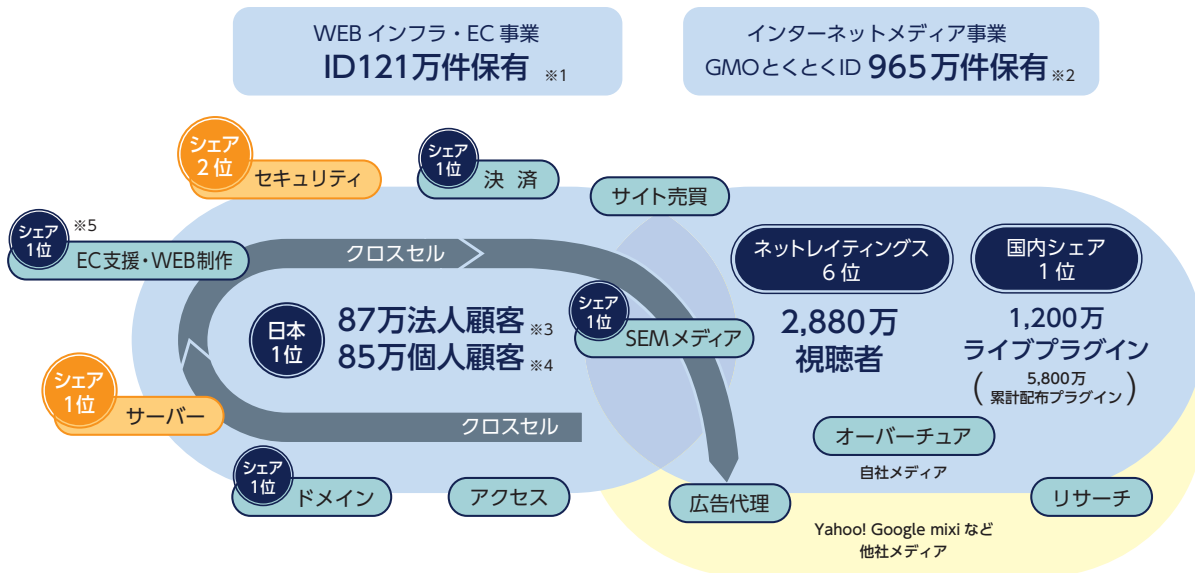 WEB インフラ・EC 事業
ID121万件保有 ※1
インターネットメディア事業
GMOとくとくID 965万件保有 ※2
シェア
2位
セキュリティ
シェア
1位
決 済
サイト売買
シェア
1位
※5
EC支援・WEB制作
クロスセル
ネットレイティングス
6位
国内シェア
1位
日本
1位
87万法人顧客 ※3
85万個人顧客 ※4
シェア
1位
SEMメディア
2,880万
視聴者
1,200万
ライブプラグイン
(5,800万
累計配布プラグイン)
シェア
1位
サーバー
クロスセル
オーバーチュア
自社メディア
シェア
1位
ドメイン
アクセス
広告代理
リサーチ
Yahoo! Google mixi など
他社メディア